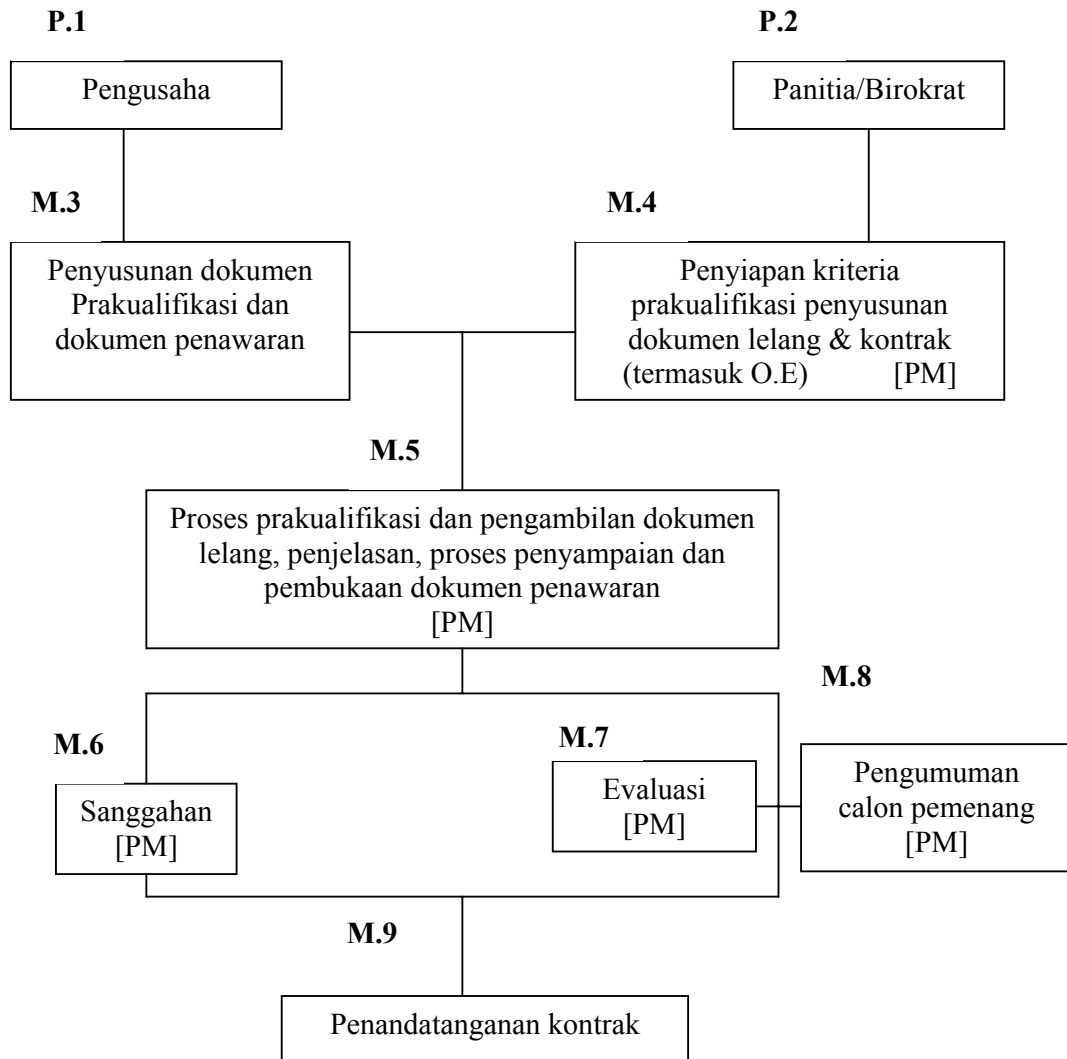 P.1
P.2
Pengusaha
Panitia/Birokrat
M.3
M.4
Penyusunan dokumen
Prakualifikasi dan
dokumen penawaran
Penyiapan kriteria
prakualifikasi penyusunan
dokumen lelang & kontrak
(termasuk O.E) [PM]
M.5
Proses prakualifikasi dan pengambilan dokumen
lelang, penjelasan, proses penyampaian dan
pembukaan dokumen penawaran
[PM]
M.8
M.6
M.7
Sanggahan
[PM]
Evaluasi
[PM]
Pengumuman
calon pemenang
[PM]
M.9
Penandatanganan kontrak